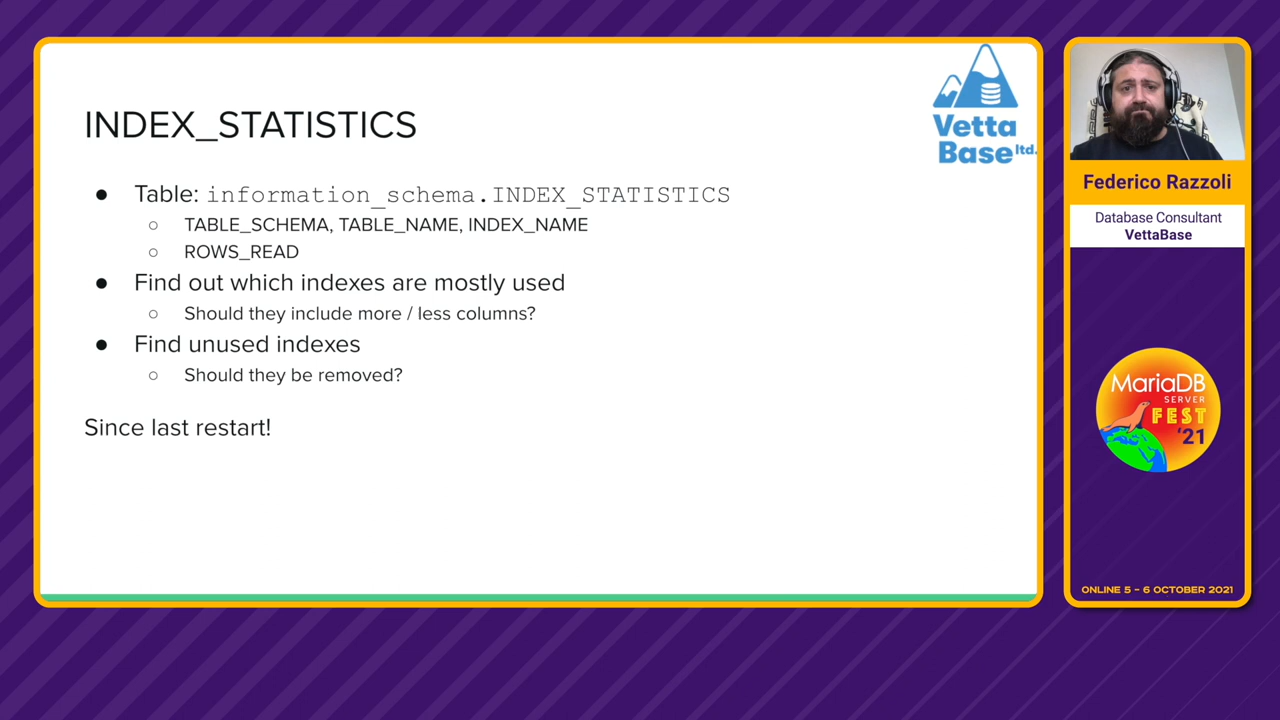 INDEX_STATISTICS
● Table: information_schema.INDEX_STATISTICS
○ TABLE_SCHEMA, TABLE_NAME, INDEX_NAME
○ ROWS_READ
● Find out which indexes are mostly used
○ Should they include more / less columns?
● Find unused indexes
○ Should they be removed?
Since last restart!
Vetta
Base ltd.
Federico Razzoli
Database Consultant
VettaBase
MariaDB
SERVER
FEST
'21
ONLINE 5 - 6 OCTOBER 2021